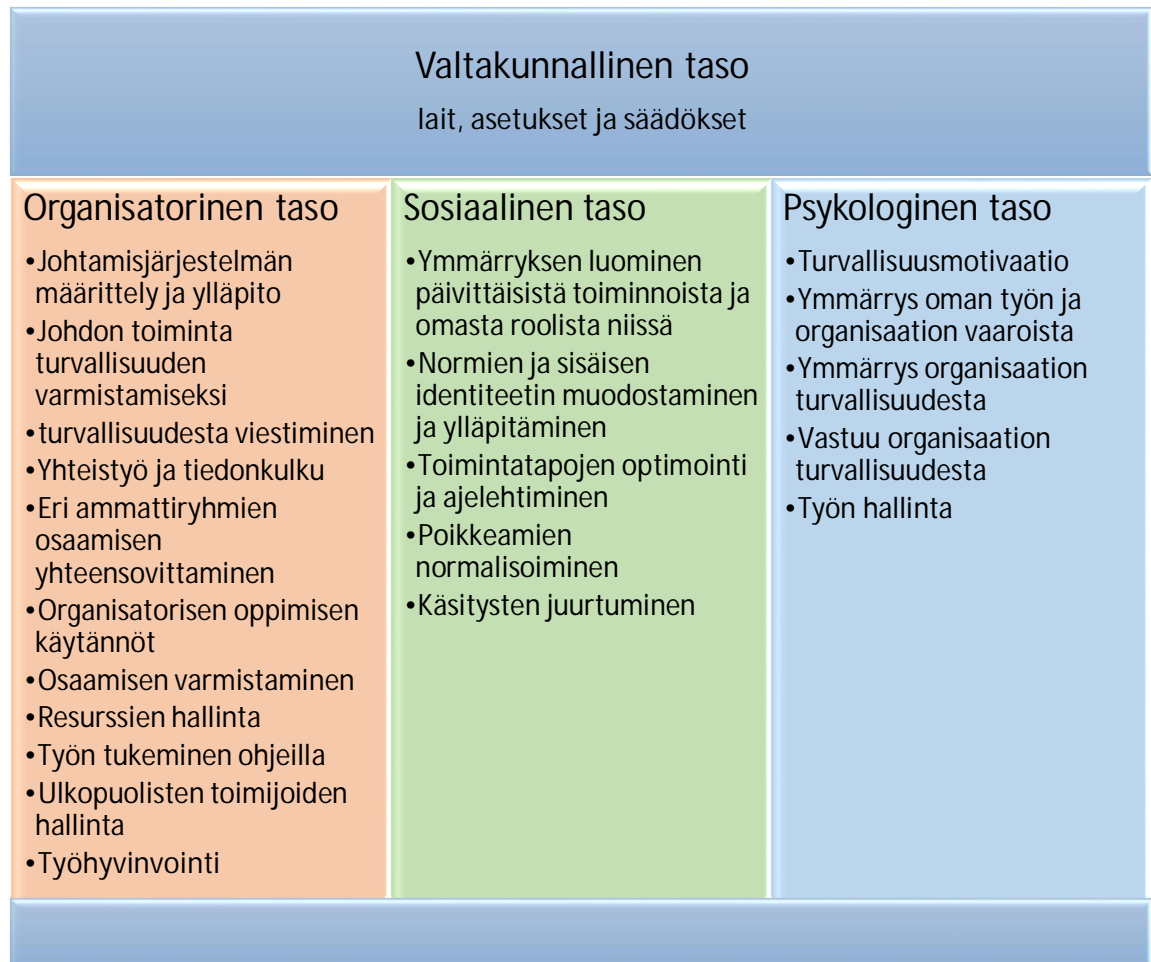 Valtakunnallinen taso
lait, asetukset ja säädökset
Organisatorinen taso
•Johtamisjärjestelmän
määrittely ja ylläpito
•Johdon toiminta
turvallisuuden
varmistamiseksi
•turvallisuudesta viestiminen
•Yhteistyö ja tiedonkulku
•Eri ammattiryhmien
osaamisen
yhteensovittaminen
•Organisatorisen oppimisen
käytännöt
•Osaamisen varmistaminen
•Resurssien hallinta
•Työn tukeminen ohjeilla
•Ulkopuolisten toimijoiden
hallinta
•Työhyvinvointi
Sosiaalinen taso
•Ymmärryksen luominen
päivittäisistä toiminnoista ja
omasta roolista niissä
•Normien ja sisäisen
identiteetin muodostaminen
ja ylläpitäminen
•Toimintatapojen optimointi
ja ajelehtiminen
•Poikkeamien
normalisoiminen
•Käsitysten juurtuminen
Psykologinen taso
•Turvallisuusmotivaatio
•Ymmärrys oman työn ja
organisaation vaaroista
•Ymmärrys organisaation
turvallisuudesta
•Vastuu organisaation
turvallisuudesta
•Työn hallinta